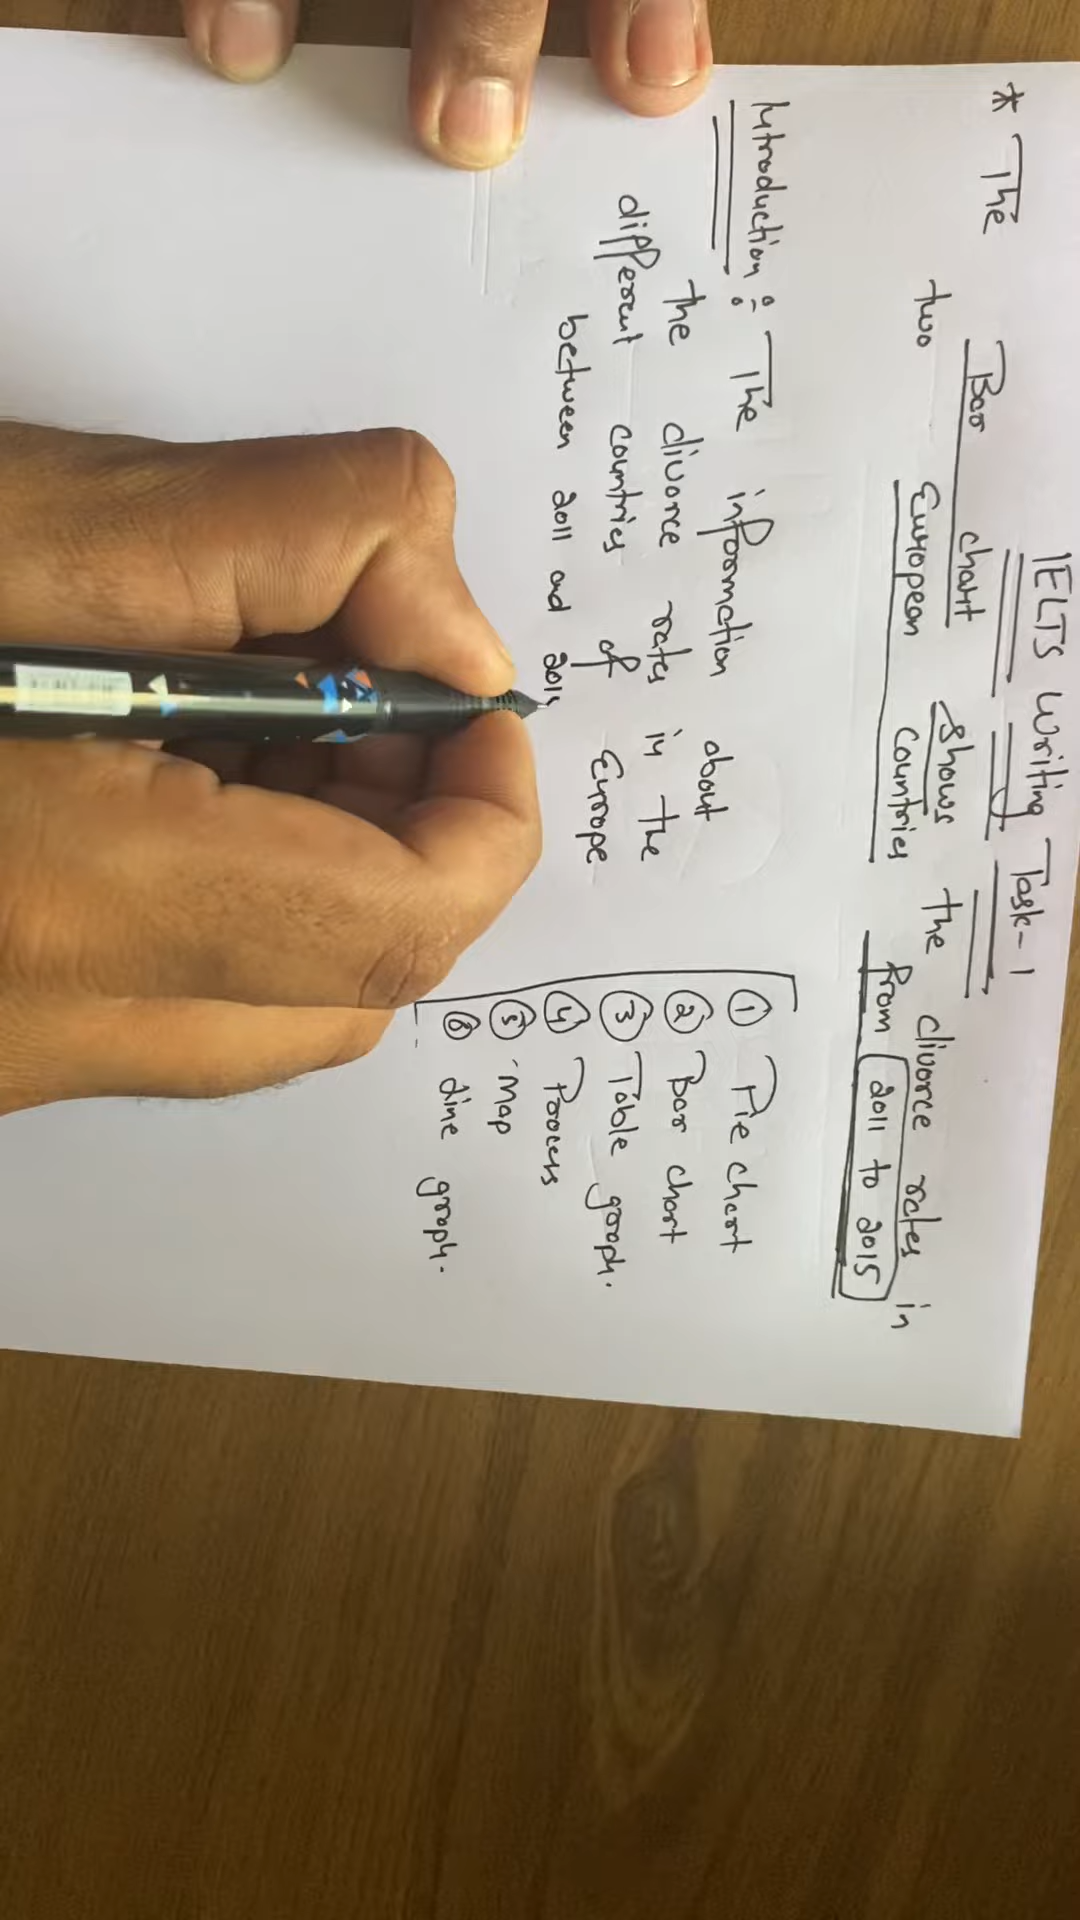 IELTS Writing Task-1
* The Bar chart shows the divorce rates in
two European countries from 2011 to 2015
Introduction: The information about
the divorce rates in the
different countries of Europe
between 2011 and 201
① Pie chart
② Bar chart
③ Table graph.
④ Process
⑤ Map
⑥ Line graph.